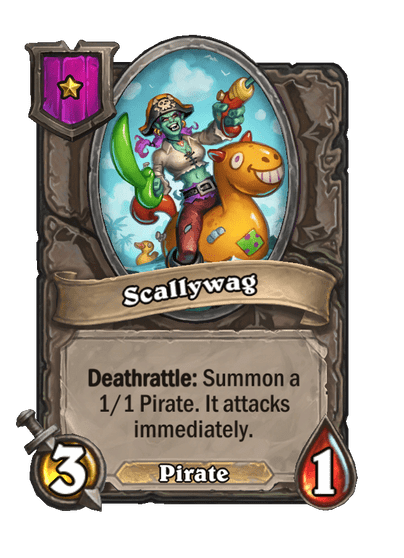 Scallywag
Deathrattle: Summon a
1/1 Pirate. It attacks
immediately.
3
Pirate
1